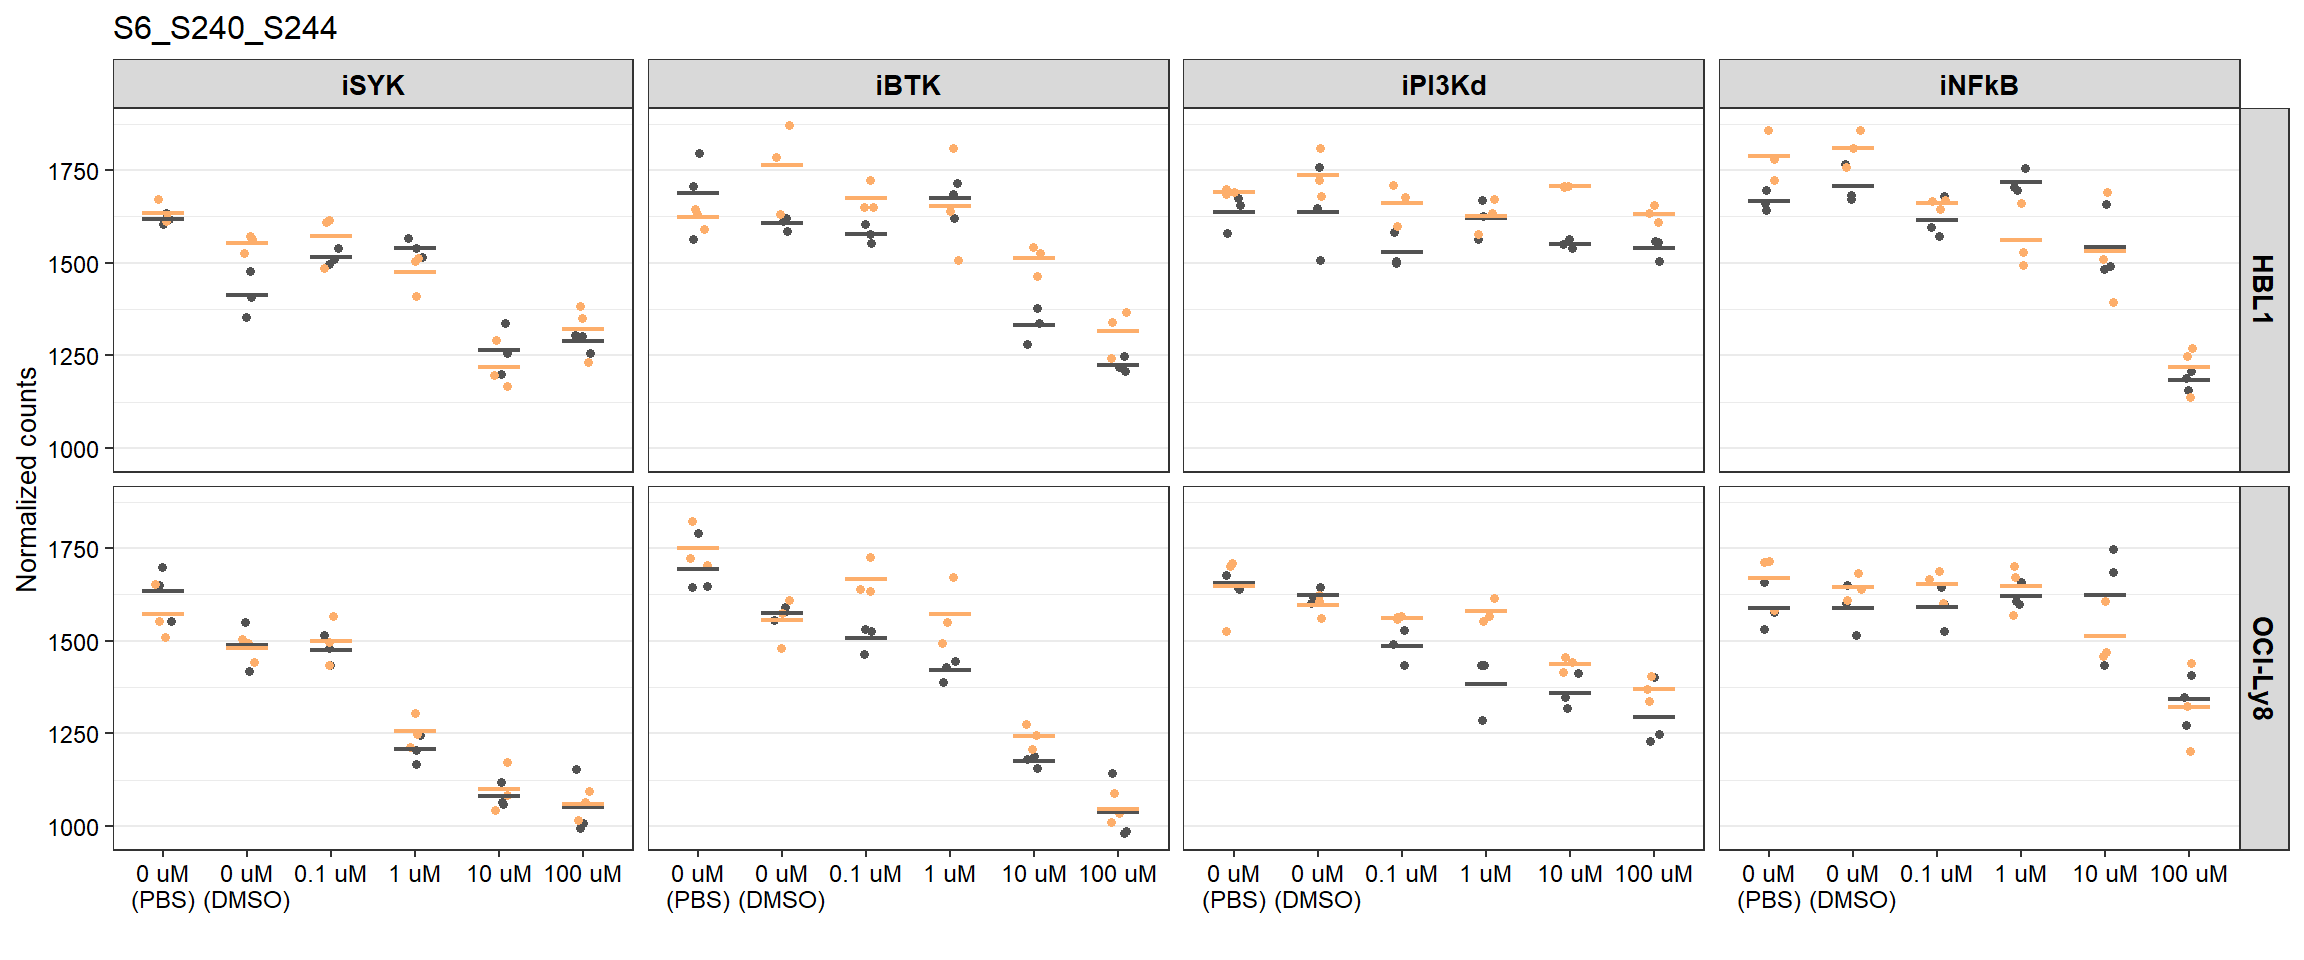 S6_S240_S244
iSYK iBTK iPI3Kd iNFkB
Normalized counts
1750
1500
1250
1000
HBL1
1750
1500
1250
1000
OCI-Ly8
0 uM 0 uM 0.1 uM 1 uM 10 uM 100 uM 0 uM 0 uM 0.1 uM 1 uM 10 uM 100 uM 0 uM 0 uM 0.1 uM 1 uM 10 uM 100 uM 0 uM 0 uM 0.1 uM 1 uM 10 uM 100 uM
(PBS) (DMSO) (PBS) (DMSO) (PBS) (DMSO) (PBS) (DMSO)